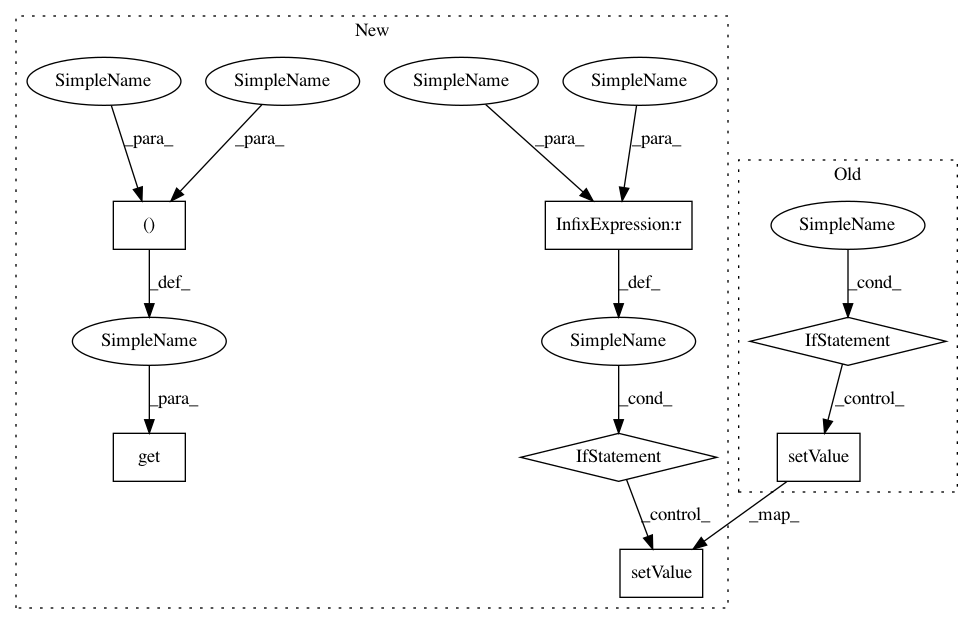 New
SimpleName SimpleName SimpleName SimpleName
_para_ _para_ _para_ _para_
Old
() InfixExpression:r SimpleName
_def_ _def_ _cond_
SimpleName SimpleName IfStatement
_para_ _cond_ _control_
get IfStatement setValue
_control_ _map_
setValue